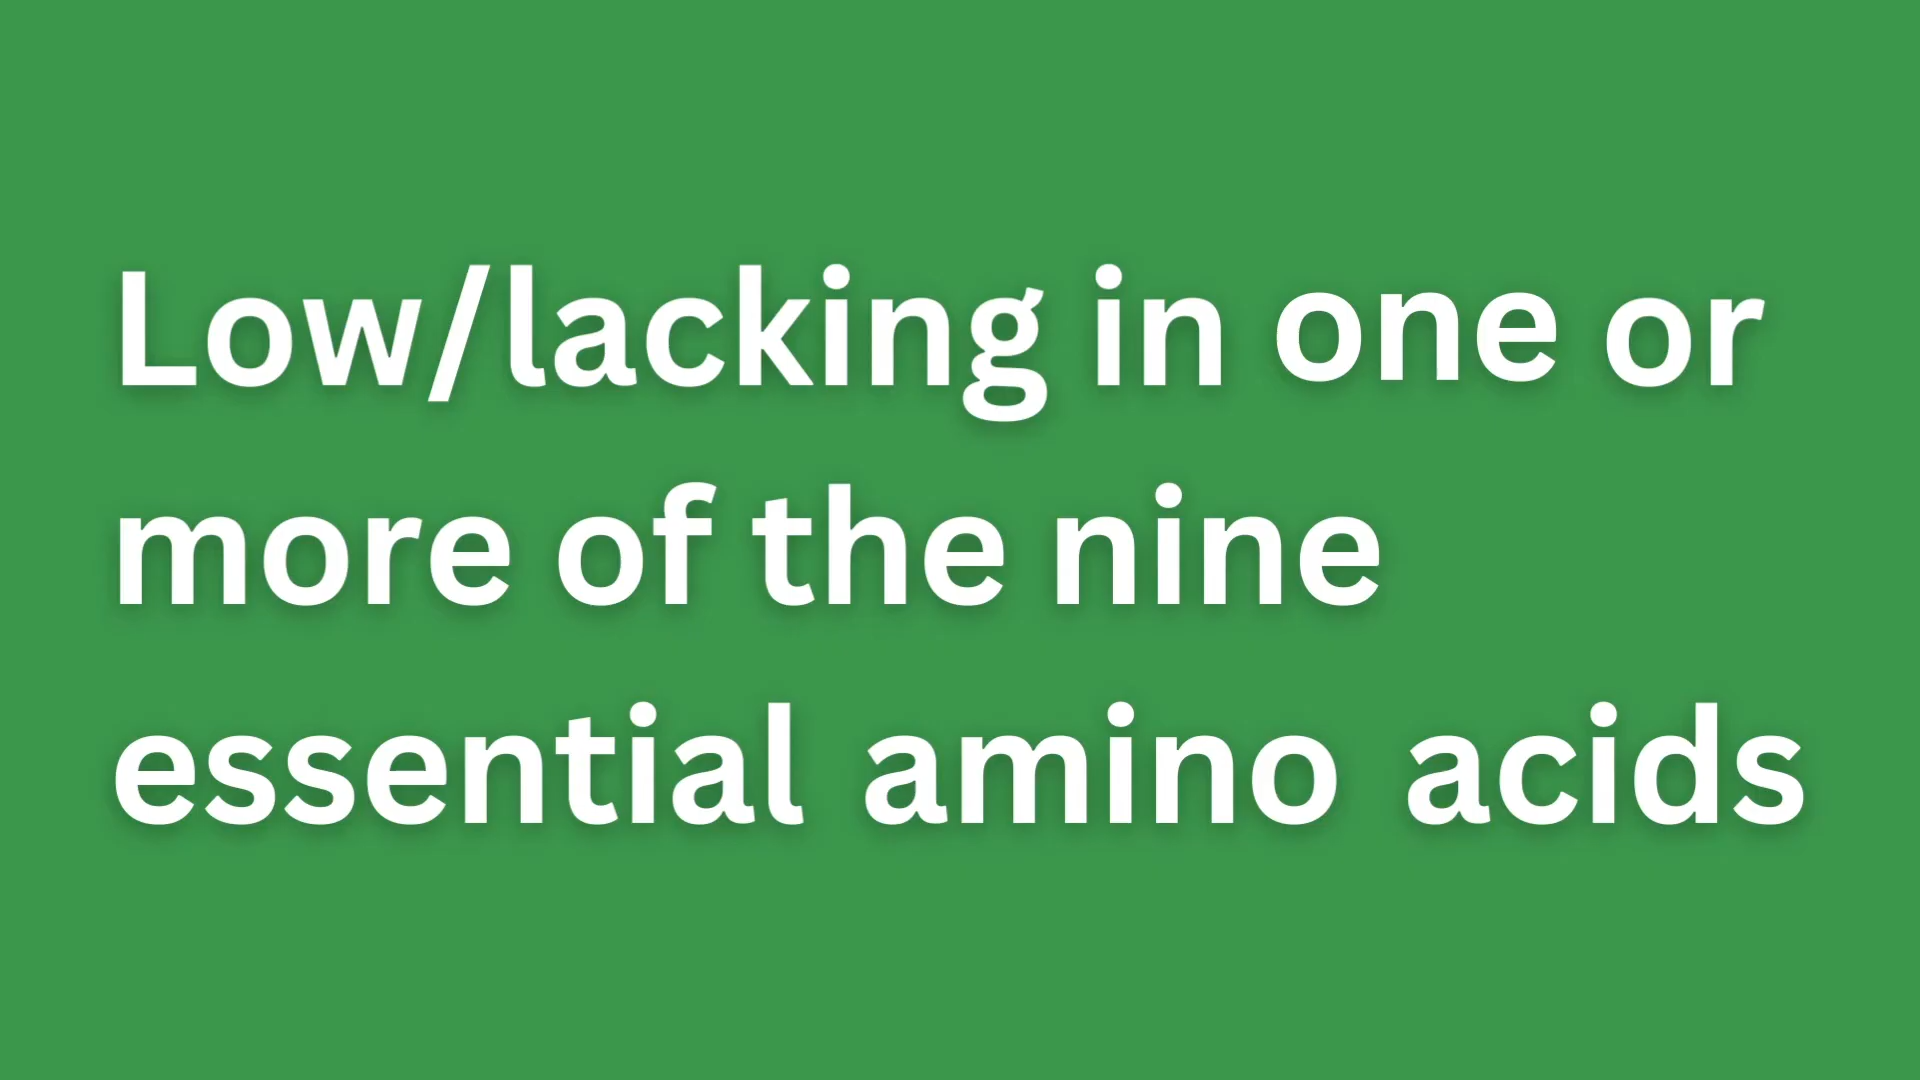 Low/lacking in one or
more of the nine
essential amino acids